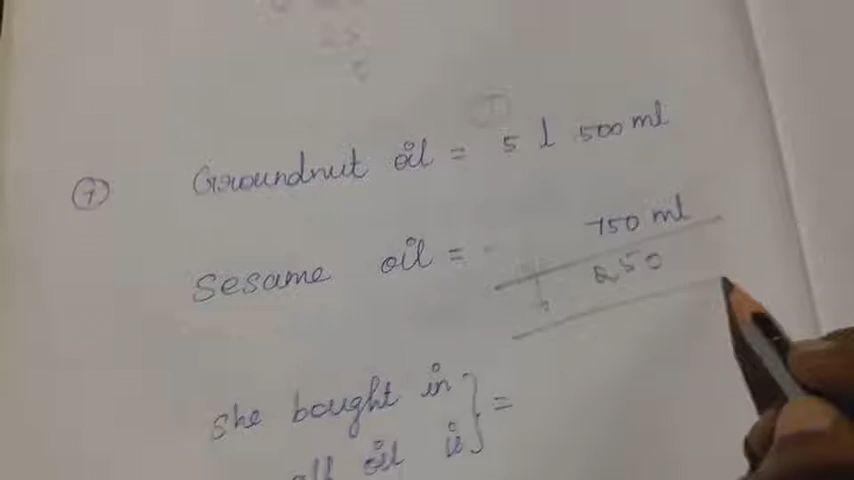 7 Groundnut oil = 5 l 500 ml
Sesame oil = 750 ml
250
She bought in } =
all oil is